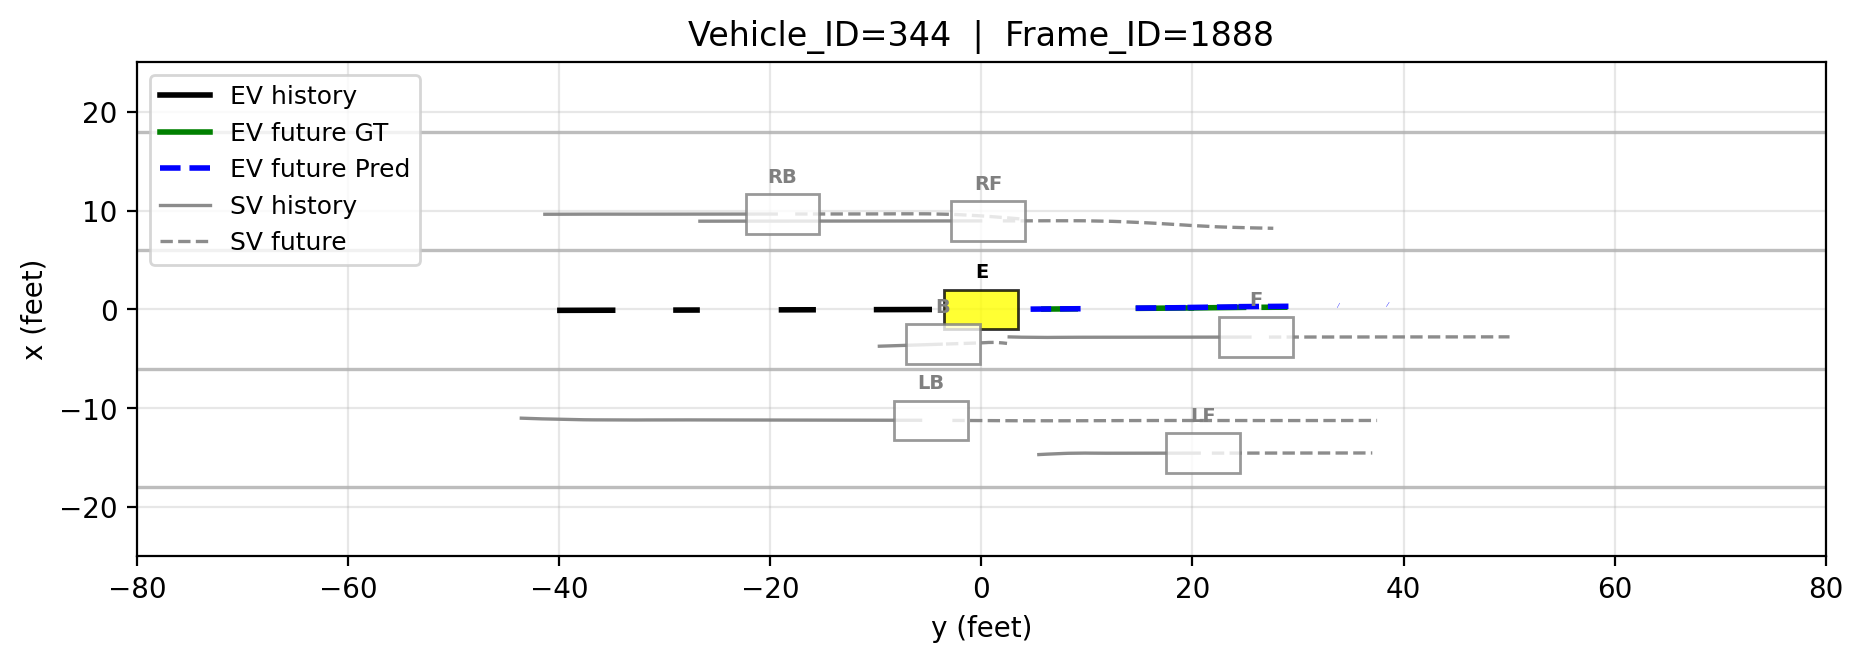 Vehicle_ID=344 | Frame_ID=1888
EV history
EV future GT
EV future Pred
SV history
SV future
RB
RF
E
B
F
LB
LF
20
10
0
−10
−20
x (feet)
−80
−60
−40
−20
0
20
40
60
80
y (feet)